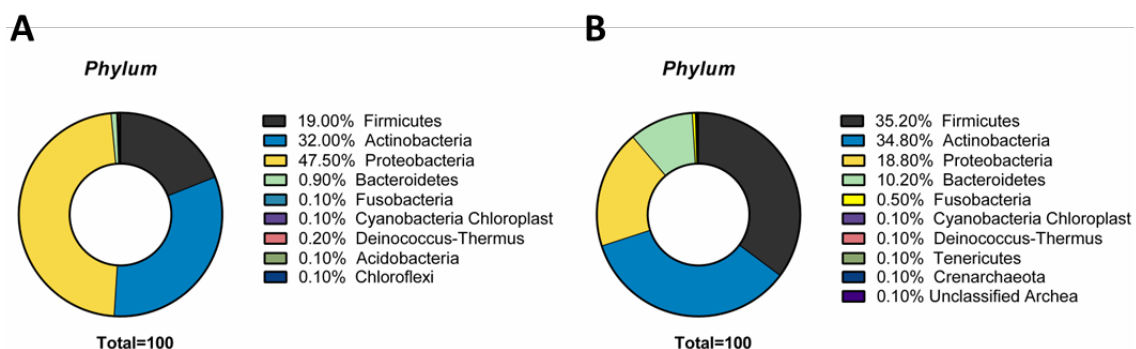 A
Phylum
19.00% Firmicutes
32.00% Actinobacteria
47.50% Proteobacteria
0.90% Bacteroidetes
0.10% Fusobacteria
0.10% Cyanobacteria Chloroplast
0.20% Deinococcus-Thermus
0.10% Acidobacteria
0.10% Chloroflexi
Total=100
B
Phylum
35.20% Firmicutes
34.80% Actinobacteria
18.80% Proteobacteria
10.20% Bacteroidetes
0.50% Fusobacteria
0.10% Cyanobacteria Chloroplast
0.10% Deinococcus-Thermus
0.10% Tenericutes
0.10% Crenarchaeota
0.10% Unclassified Archea
Total=100